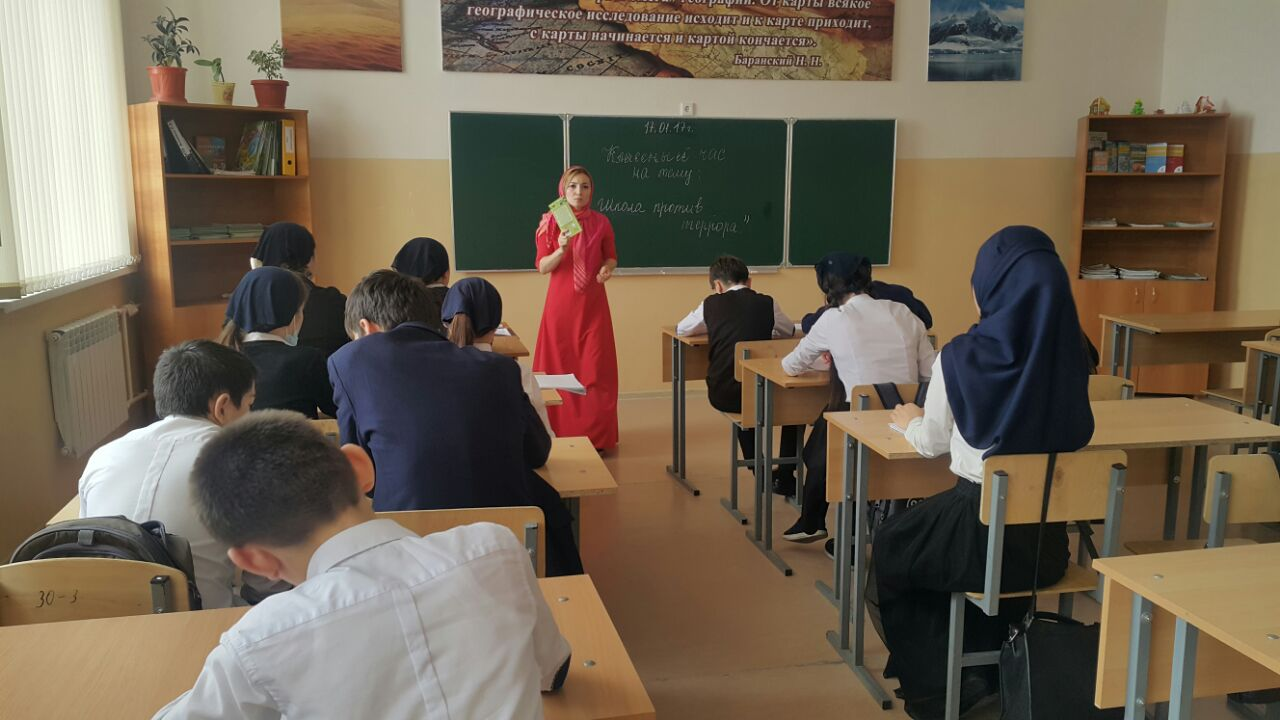 географии. От карты всякое
географическое исследование исходит и к карте приходит,
с карты начинается и картой кончается».
Баранский Н. Н.
17.01.17г.
Классный час
на тему:
Школа против
террора"
30-3